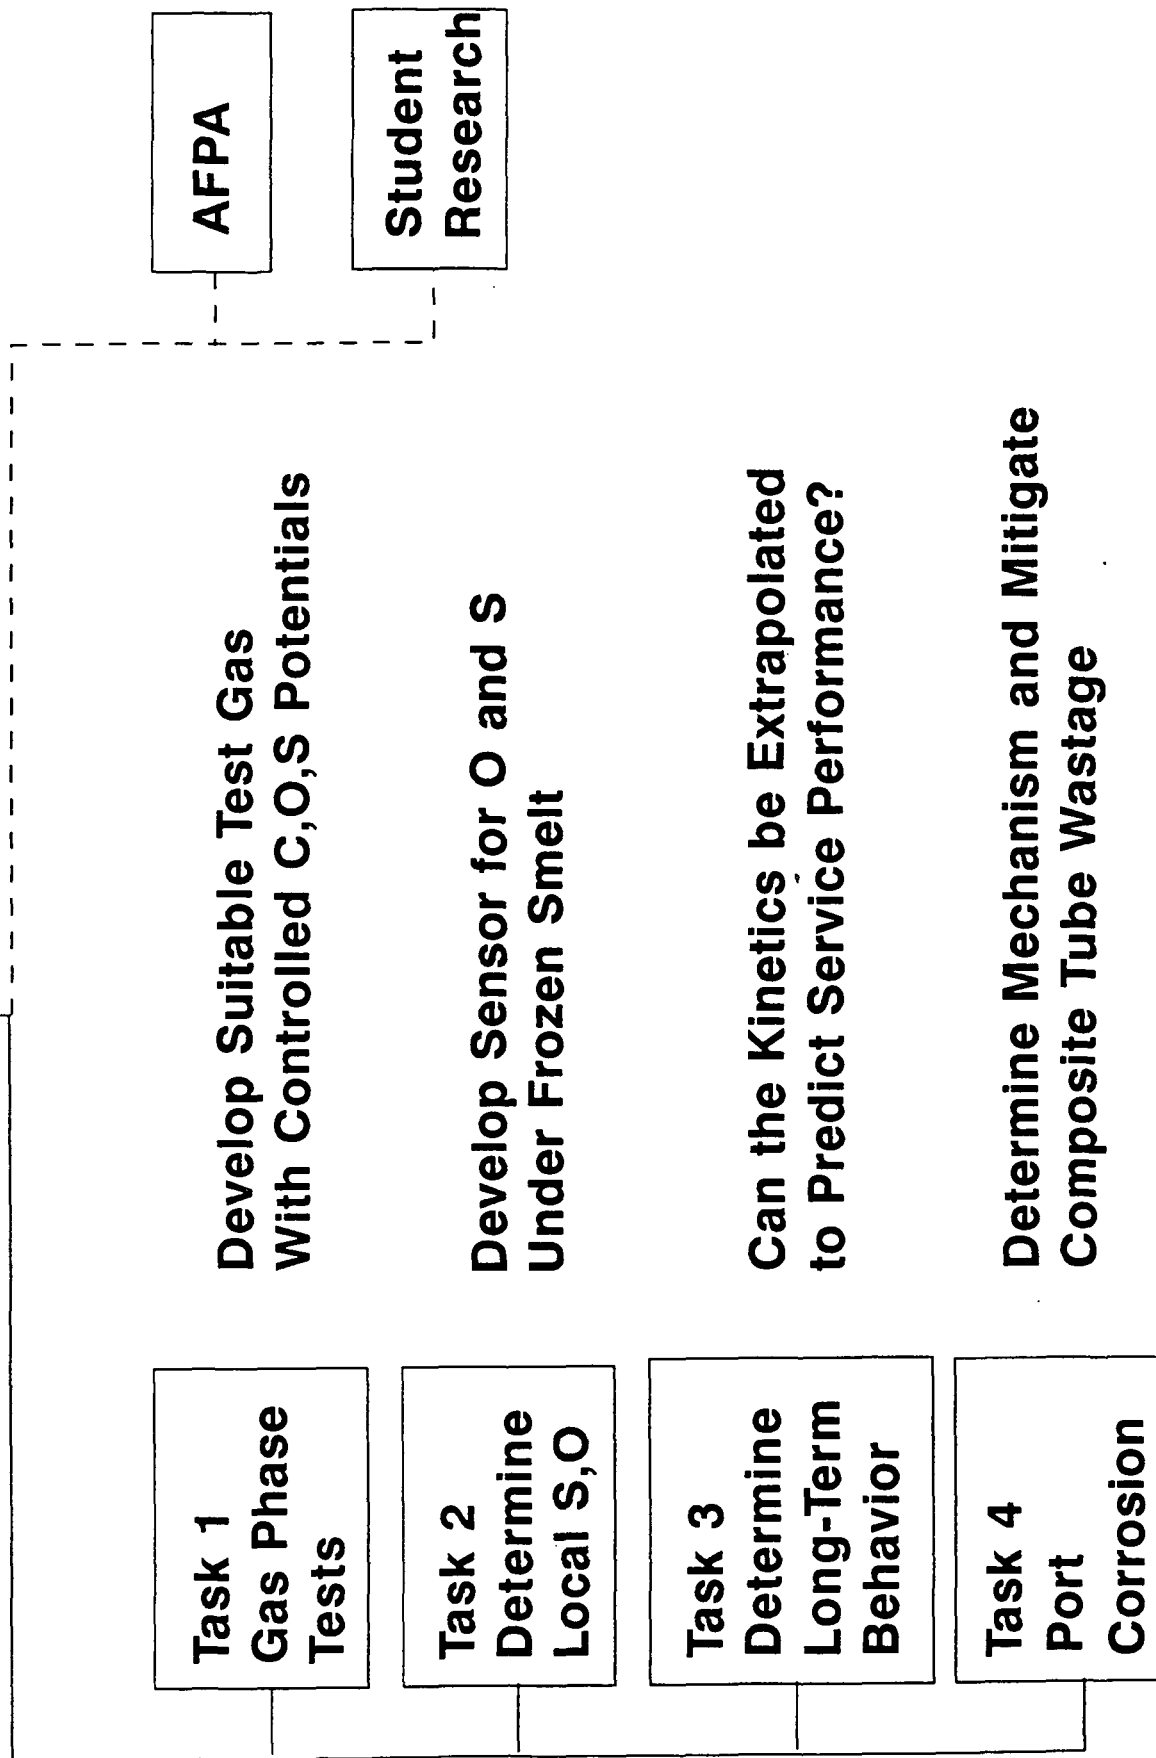 Task 1
Gas Phase
Tests
Develop Suitable Test Gas
With Controlled C,O,S Potentials
AFPA
Student
Research
Task 2
Determine
Local S,O
Develop Sensor for O and S
Under Frozen Smelt
Task 3
Determine
Long-Term
Behavior
Can the Kinetics be Extrapolated
to Predict Service Performance?
Task 4
Port
Corrosion
Determine Mechanism and Mitigate
Composite Tube Wastage